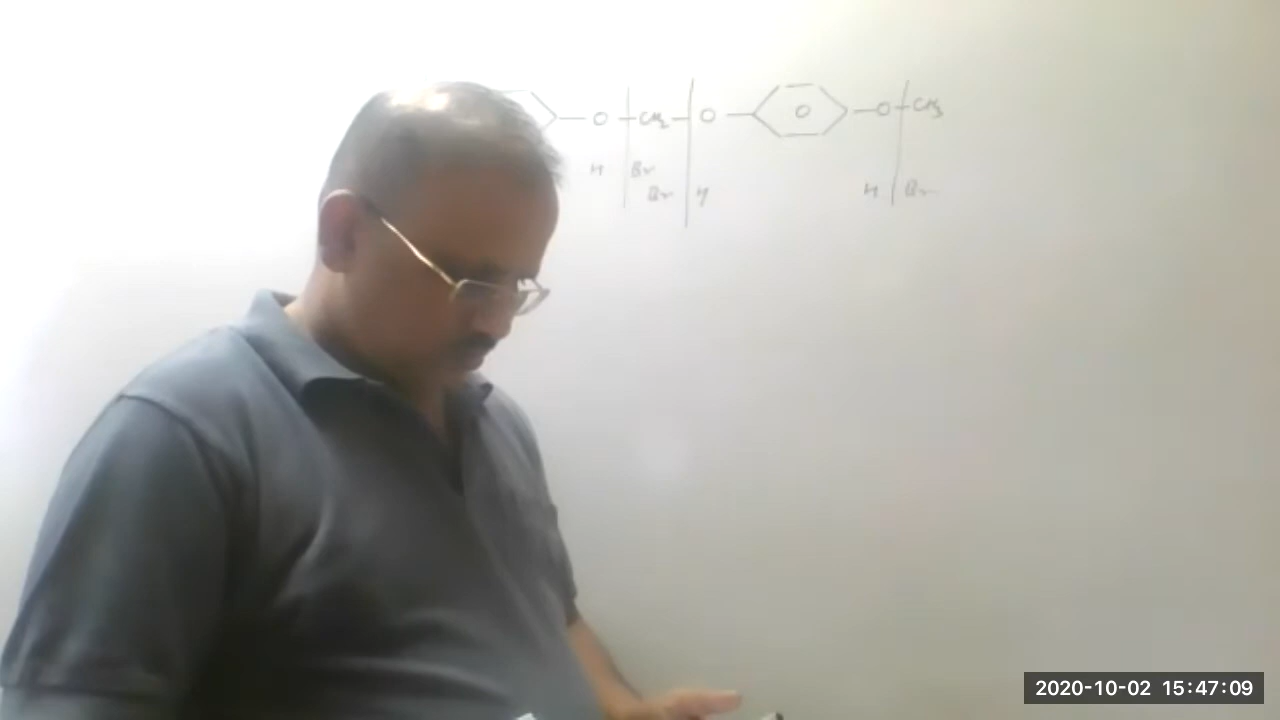 O CH2 O O O CH3
H Br
Br H H Br
2020-10-02 15:47:09